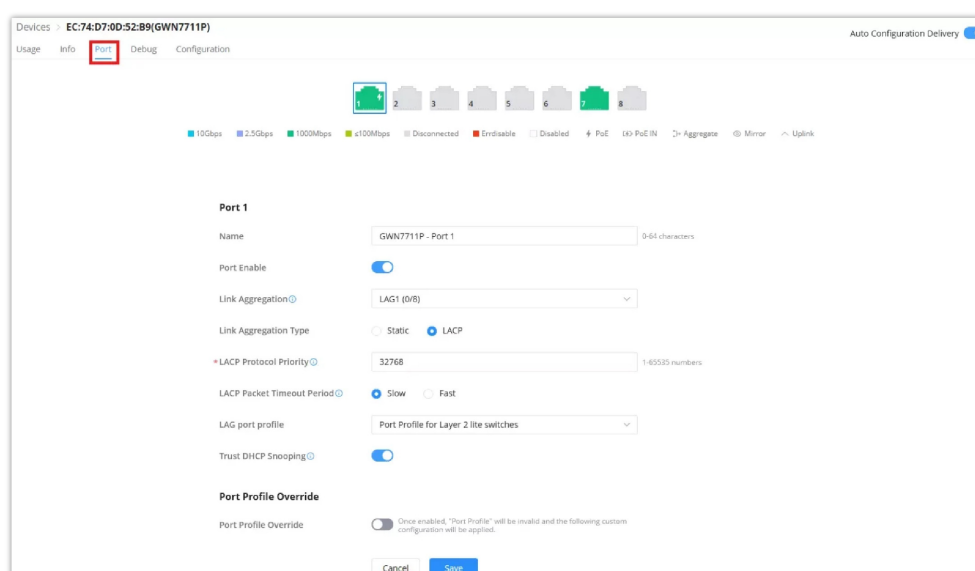 Devices > EC:74:D7:0D:52:B9(GWN7711P)
Auto Configuration Delivery
Usage Info Port Debug Configuration
1 2 3 4 5 6 7 8
10Gbps 2.5Gbps 1000Mbps ≤100Mbps Disconnected Errdisable Disabled PoE PoE IN Aggregate Mirror Uplink
Port 1
Name GWN7711P - Port 1 0-64 characters
Port Enable
Link Aggregation LAG1 (0/8)
Link Aggregation Type Static LACP
*LACP Protocol Priority 32768 1-65535 numbers
LACP Packet Timeout Period Slow Fast
LAG port profile Port Profile for Layer 2 lite switches
Trust DHCP Snooping
Port Profile Override
Port Profile Override Once enabled, "Port Profile" will be invalid and the following custom
configuration will be applied.
Cancel Save